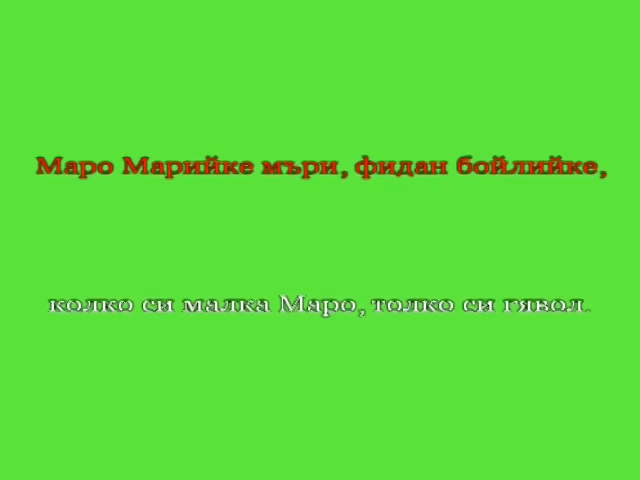 Маро Марийке мъри, фидан бойлийке,
колко си малка Маро, толко си гявол.